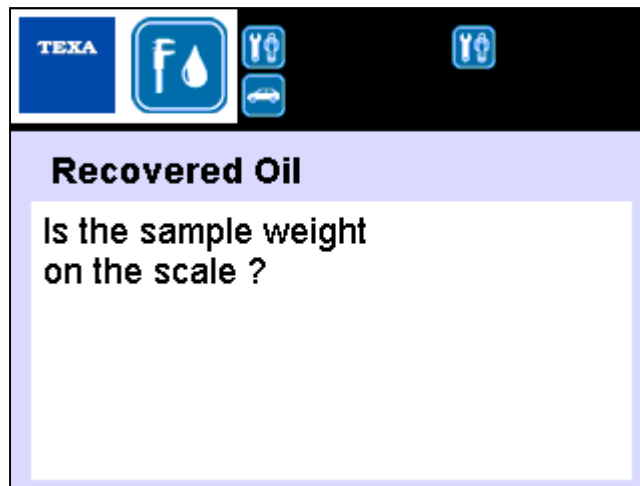 TEXA
Recovered Oil
Is the sample weight
on the scale ?